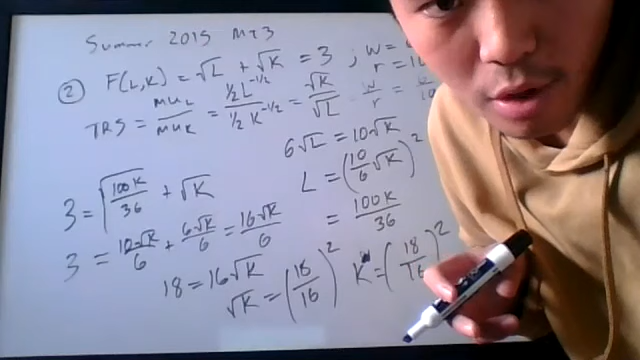 Summer 2015 MT3
② F(L,K) = √L + √K = 3 ; w =
r = 10
TRS = MU_L/MU_K = ½L^-1/2 / ½K^-1/2 = √K/√L w/r =
6√L = 10√K
L = (10/6 √K)²
= 100K/36
3 = √(100K/36) + √K
3 = 10√K/6 + 6√K/6 = 16√K/6
18 = 16√K
√K = (18/16)² K = (18/16)²